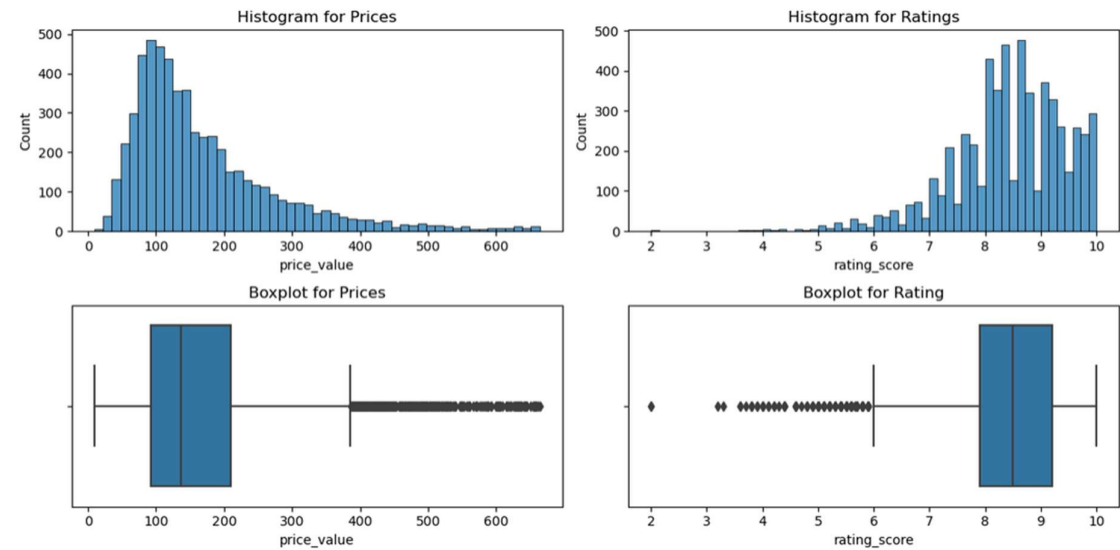 Histogram for Prices
500
400
300
200
100
0
Count
0 100 200 300 400 500 600
price_value
Histogram for Ratings
500
400
300
200
100
0
Count
2 3 4 5 6 7 8 9 10
rating_score
Boxplot for Prices
0 100 200 300 400 500 600
price_value
Boxplot for Rating
2 3 4 5 6 7 8 9 10
rating_score